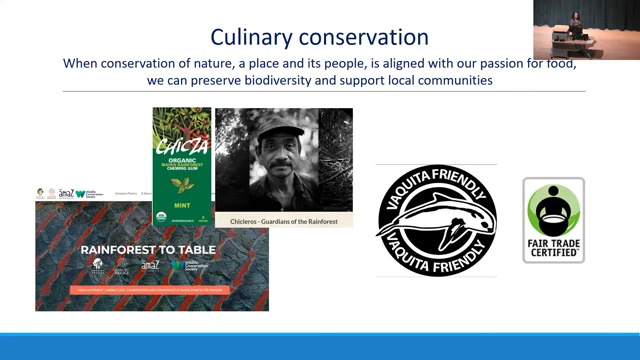 Culinary conservation
When conservation of nature, a place and its people, is aligned with our passion for food,
we can preserve biodiversity and support local communities
CHICZA
ORGANIC
MAYAN RAINFOREST
CHEWING GUM
MINT
Chicleros - Guardians of the Rainforest
amaZ
RAINFOREST TO TABLE
amaZ
VAQUITA FRIENDLY
VAQUITA FRIENDLY
FAIR TRADE
CERTIFIED